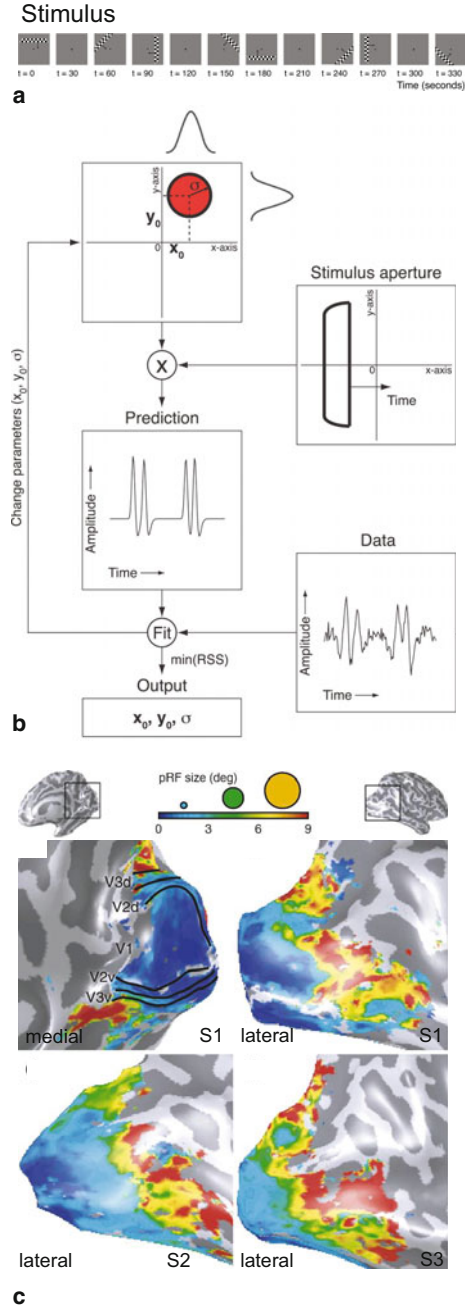 Stimulus
t = 0 t = 30 t = 60 t = 90 t = 120 t = 150 t = 180 t = 210 t = 240 t = 270 t = 300 t = 330
Time (seconds)
a
y-axis
σ
y₀
0
x₀
x-axis
Stimulus aperture
y-axis
0
x-axis
Time
X
Change parameters (x₀, y₀, σ)
Prediction
Amplitude
Time
Data
Amplitude
Time
Fit
min(RSS)
Output
x₀, y₀, σ
b
pRF size (deg)
0 3 6 9
V3d
V2d
V1
V2v
V3v
medial S1
lateral S1
lateral S2
lateral S3
c